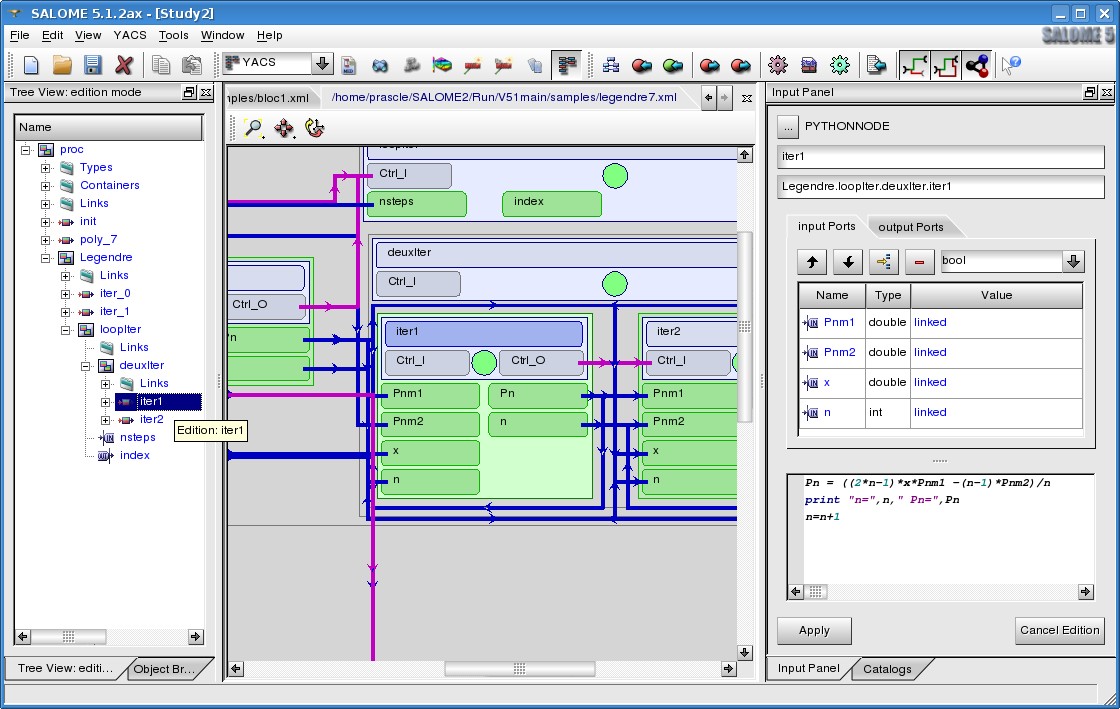 SALOME 5.1.2ax - [Study2]
File Edit View YACS Tools Window Help
SALOME 5
YACS
Tree View: edition mode
Name
proc
Types
Containers
Links
init
poly_7
Legendre
Links
iter_0
iter_1
loopIter
Links
deuxIter
Links
iter1
iter2
nsteps
index
Edition: iter1
Tree View: editi...
Object Br...
ples/bloc1.xml
/home/prascle/SALOME2/Run/V51main/samples/legendre7.xml
Ctrl_I
nsteps
index
deuxIter
Ctrl_I
Ctrl_O
n
iter1
Ctrl_I
Ctrl_O
Pnm1
Pn
Pnm2
n
x
n
iter2
Ctrl_I
Pnm1
Pnm2
x
n
Input Panel
... PYTHONNODE
iter1
Legendre.loopIter.deuxIter.iter1
input Ports
output Ports
bool
Name Type Value
Pnm1 double linked
Pnm2 double linked
x double linked
n int linked
Pn = ((2*n-1)*x*Pnm1 -(n-1)*Pnm2)/n
print "n=",n," Pn=",Pn
n=n+1
Apply
Cancel Edition
Input Panel
Catalogs